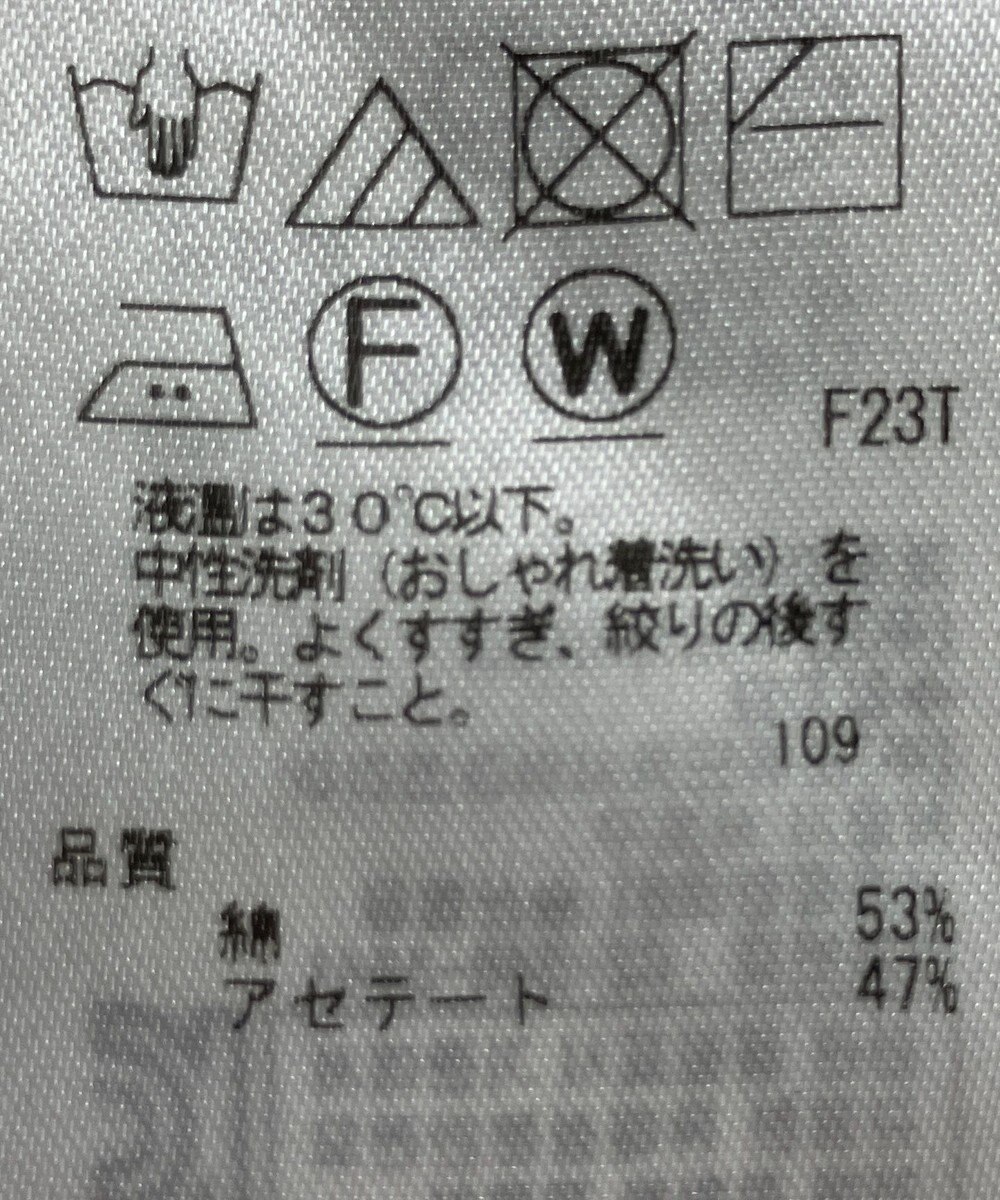 F
W
F23T
液温は30℃以下。
中性洗剤（おしゃれ着洗い）を
使用。よくすすぎ、絞りの後す
ぐに干すこと。
109
品質
綿 53%
アセテート 47%